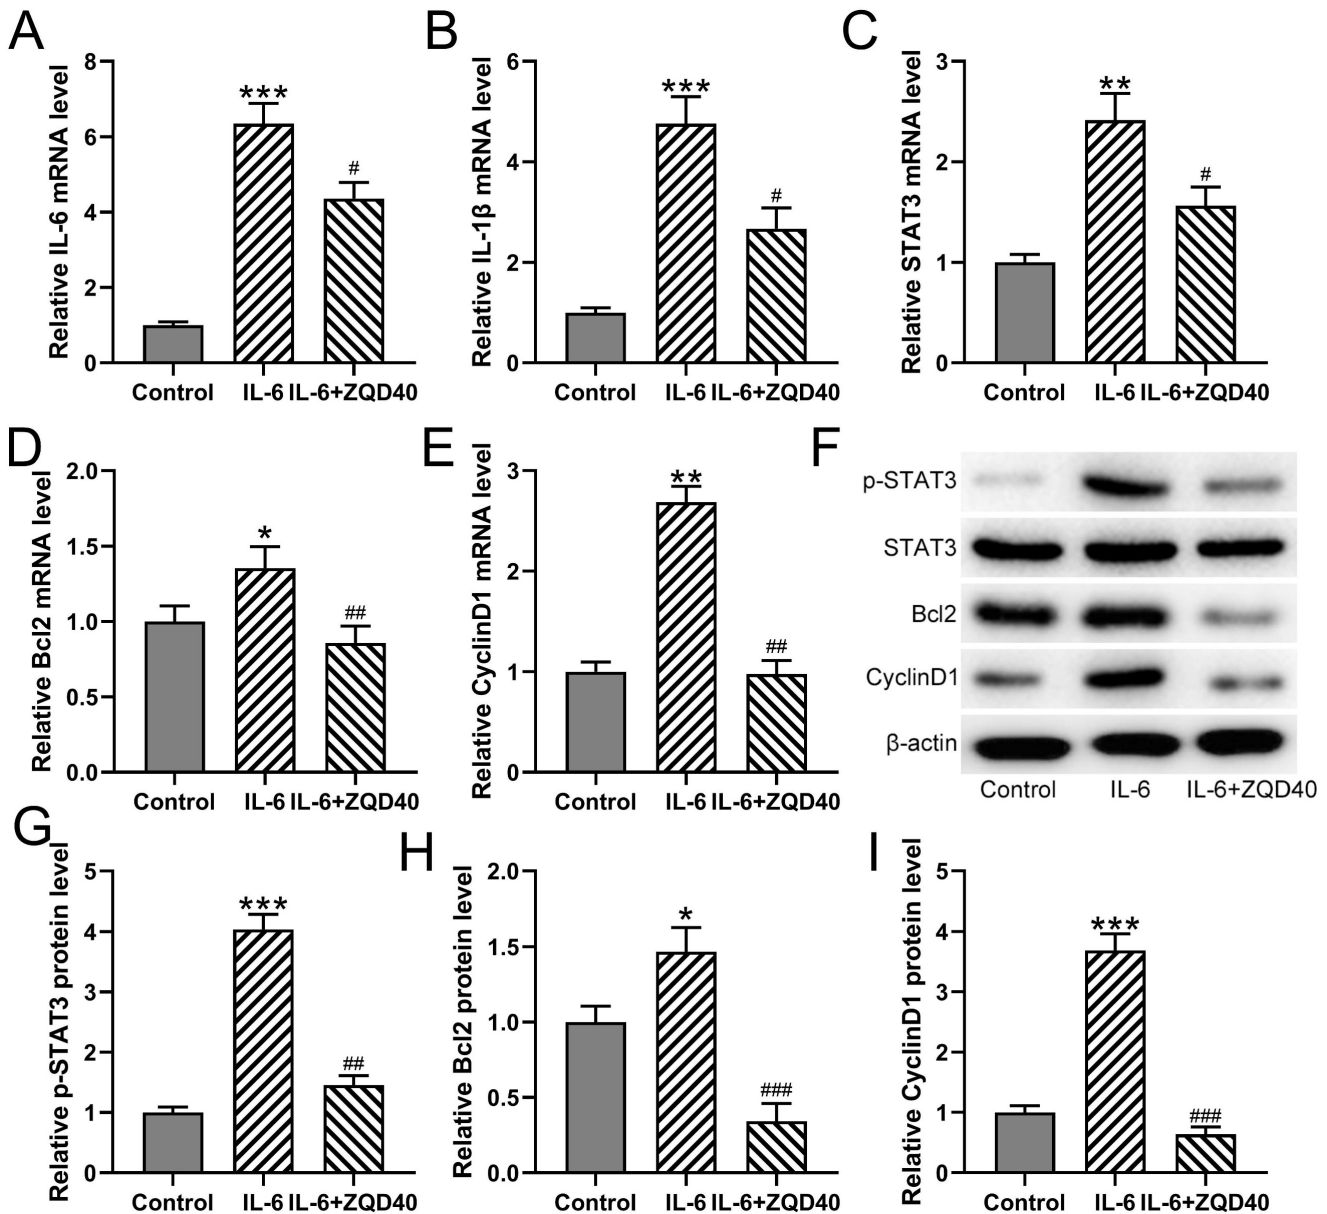 A
Relative IL-6 mRNA level
8
6
4
2
0
***
#
Control IL-6 IL-6+ZQD40
B
Relative IL-1β mRNA level
6
4
2
0
***
#
Control IL-6 IL-6+ZQD40
C
Relative STAT3 mRNA level
3
2
1
0
**
#
Control IL-6 IL-6+ZQD40
D
Relative Bcl2 mRNA level
2.0
1.5
1.0
0.5
0.0
*
##
Control IL-6 IL-6+ZQD40
E
Relative CyclinD1 mRNA level
3
2
1
0
**
##
Control IL-6 IL-6+ZQD40
F
p-STAT3
STAT3
Bcl2
CyclinD1
β-actin
Control IL-6 IL-6+ZQD40
G
Relative p-STAT3 protein level
5
4
3
2
1
0
***
##
Control IL-6 IL-6+ZQD40
H
Relative Bcl2 protein level
2.0
1.5
1.0
0.5
0.0
*
###
Control IL-6 IL-6+ZQD40
I
Relative CyclinD1 protein level
5
4
3
2
1
0
***
###
Control IL-6 IL-6+ZQD40